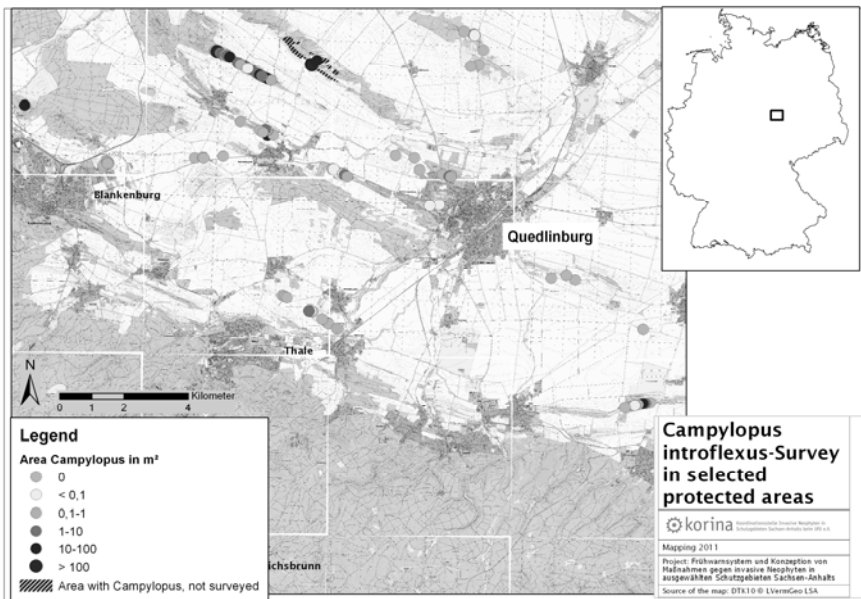 Blankenburg
Quedlinburg
Thale
N
Kilometer
0 1 2 4
Legend
Area Campylopus in m²
0
< 0,1
0,1-1
1-10
10-100
> 100
Area with Campylopus, not surveyed
ichsbrunn
Campylopus
introflexus-Survey
in selected
protected areas
korina
Mapping 2011
Project: Frühwarnsystem und Konzeption von
Maßnahmen gegen invasive Neophyten in
ausgewählten Schutzgebieten Sachsen-Anhalts
Source of the map: DTK10 © LVermGeo LSA